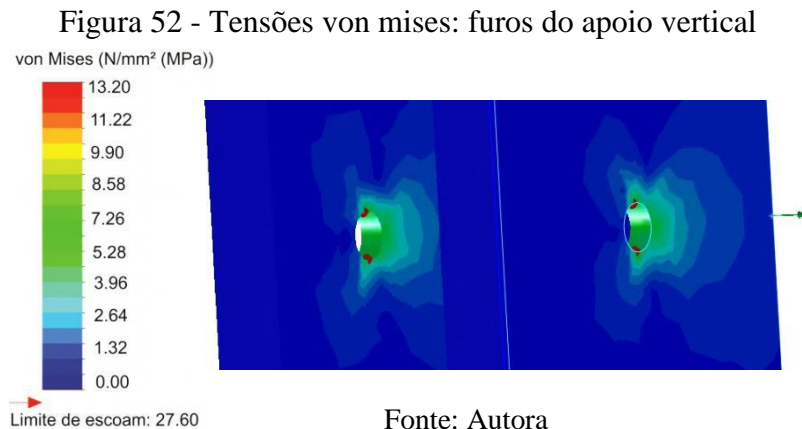 Figura 52 - Tensões von mises: furos do apoio vertical
von Mises (N/mm² (MPa))
13.20
11.22
9.90
8.58
7.26
5.28
3.96
2.64
1.32
0.00
Limite de escoam: 27.60
Fonte: Autora